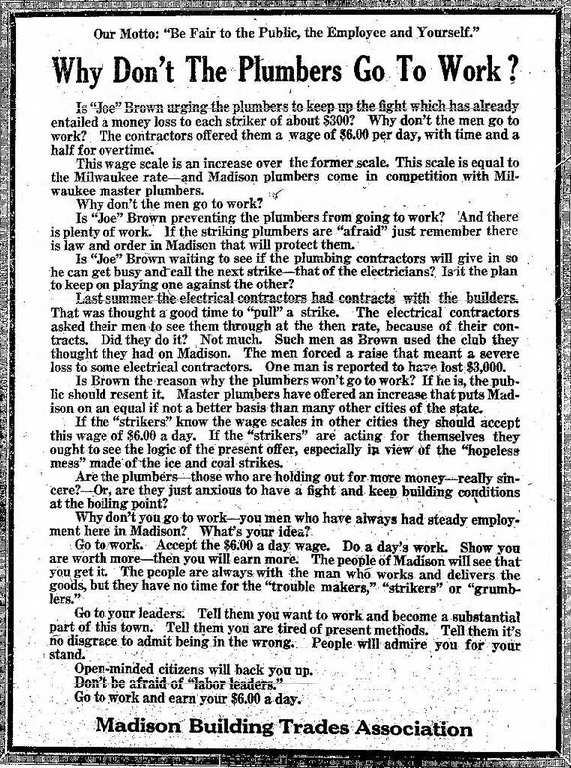 Our Motto: "Be Fair to the Public, the Employee and Yourself."
Why Don't The Plumbers Go To Work?
Is "Joe" Brown urging the plumbers to keep up the fight which has already
entailed a money loss to each striker of about $300? Why don't the men go to
work? The contractors offered them a wage of $6.00 per day, with time and a
half for overtime.
This wage scale is an increase over the former scale. This scale is equal to
the Milwaukee rate—and Madison plumbers come in competition with Mil-
waukee master plumbers.
Why don't the men go to work?
Is "Joe" Brown preventing the plumbers from going to work? And there
is plenty of work. If the striking plumbers are "afraid" just remember there
is law and order in Madison that will protect them.
Is "Joe" Brown waiting to see if the plumbing contractors will give in so
he can get busy and call the next strike—that of the electricians? Is it the plan
to keep on playing one against the other?
Last summer the electrical contractors had contracts with the builders.
That was thought a good time to "pull" a strike. The electrical contractors
asked their men to see them through at the then rate, because of their con-
tracts. Did they do it? Not much. Such men as Brown used the club they
thought they had on Madison. The men forced a raise that meant a severe
loss to some electrical contractors. One man is reported to have lost $3,000.
Is Brown the reason why the plumbers won't go to work? If he is, the pub-
lic should resent it. Master plumbers have offered an increase that puts Mad-
ison on an equal if not a better basis than many other cities of the state.
If the "strikers" know the wage scales in other cities they should accept
this wage of $6.00 a day. If the "strikers" are acting for themselves they
ought to see the logic of the present offer, especially in view of the "hopeless
mess" made of the ice and coal strikes.
Are the plumbers—those who are holding out for more money—really sin-
cere?—Or, are they just anxious to have a fight and keep building conditions
at the boiling point?
Why don't you go to work—you men who have always had steady employ-
ment here in Madison? What's your idea?
Go to work. Accept the $6.00 a day wage. Do a day's work. Show you
are worth more—then you will earn more. The people of Madison will see that
you get it. The people are always with the man who works and delivers the
goods, but they have no time for the "trouble makers," "strikers" or "grumb-
lers."
Go to your leaders. Tell them you want to work and become a substantial
part of this town. Tell them you are tired of present methods. Tell them it's
no disgrace to admit being in the wrong. People will admire you for your
stand.
Open-minded citizens will back you up.
Don't be afraid of "labor leaders."
Go to work and earn your $6.00 a day.
Madison Building Trades Association